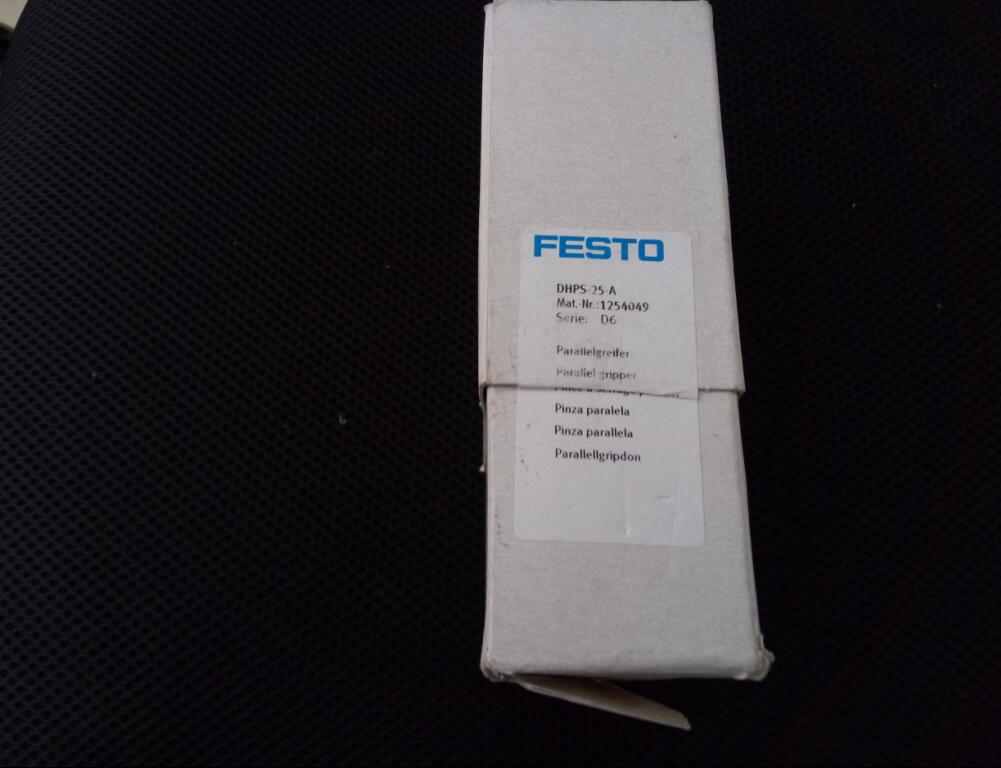 FESTO
DHPS-25-A
Mat.-Nr.:1254049
Serie: D6
Parallelgreifer
Parallel gripper
Pinza paralela
Pinza parallela
Parallellgripdon